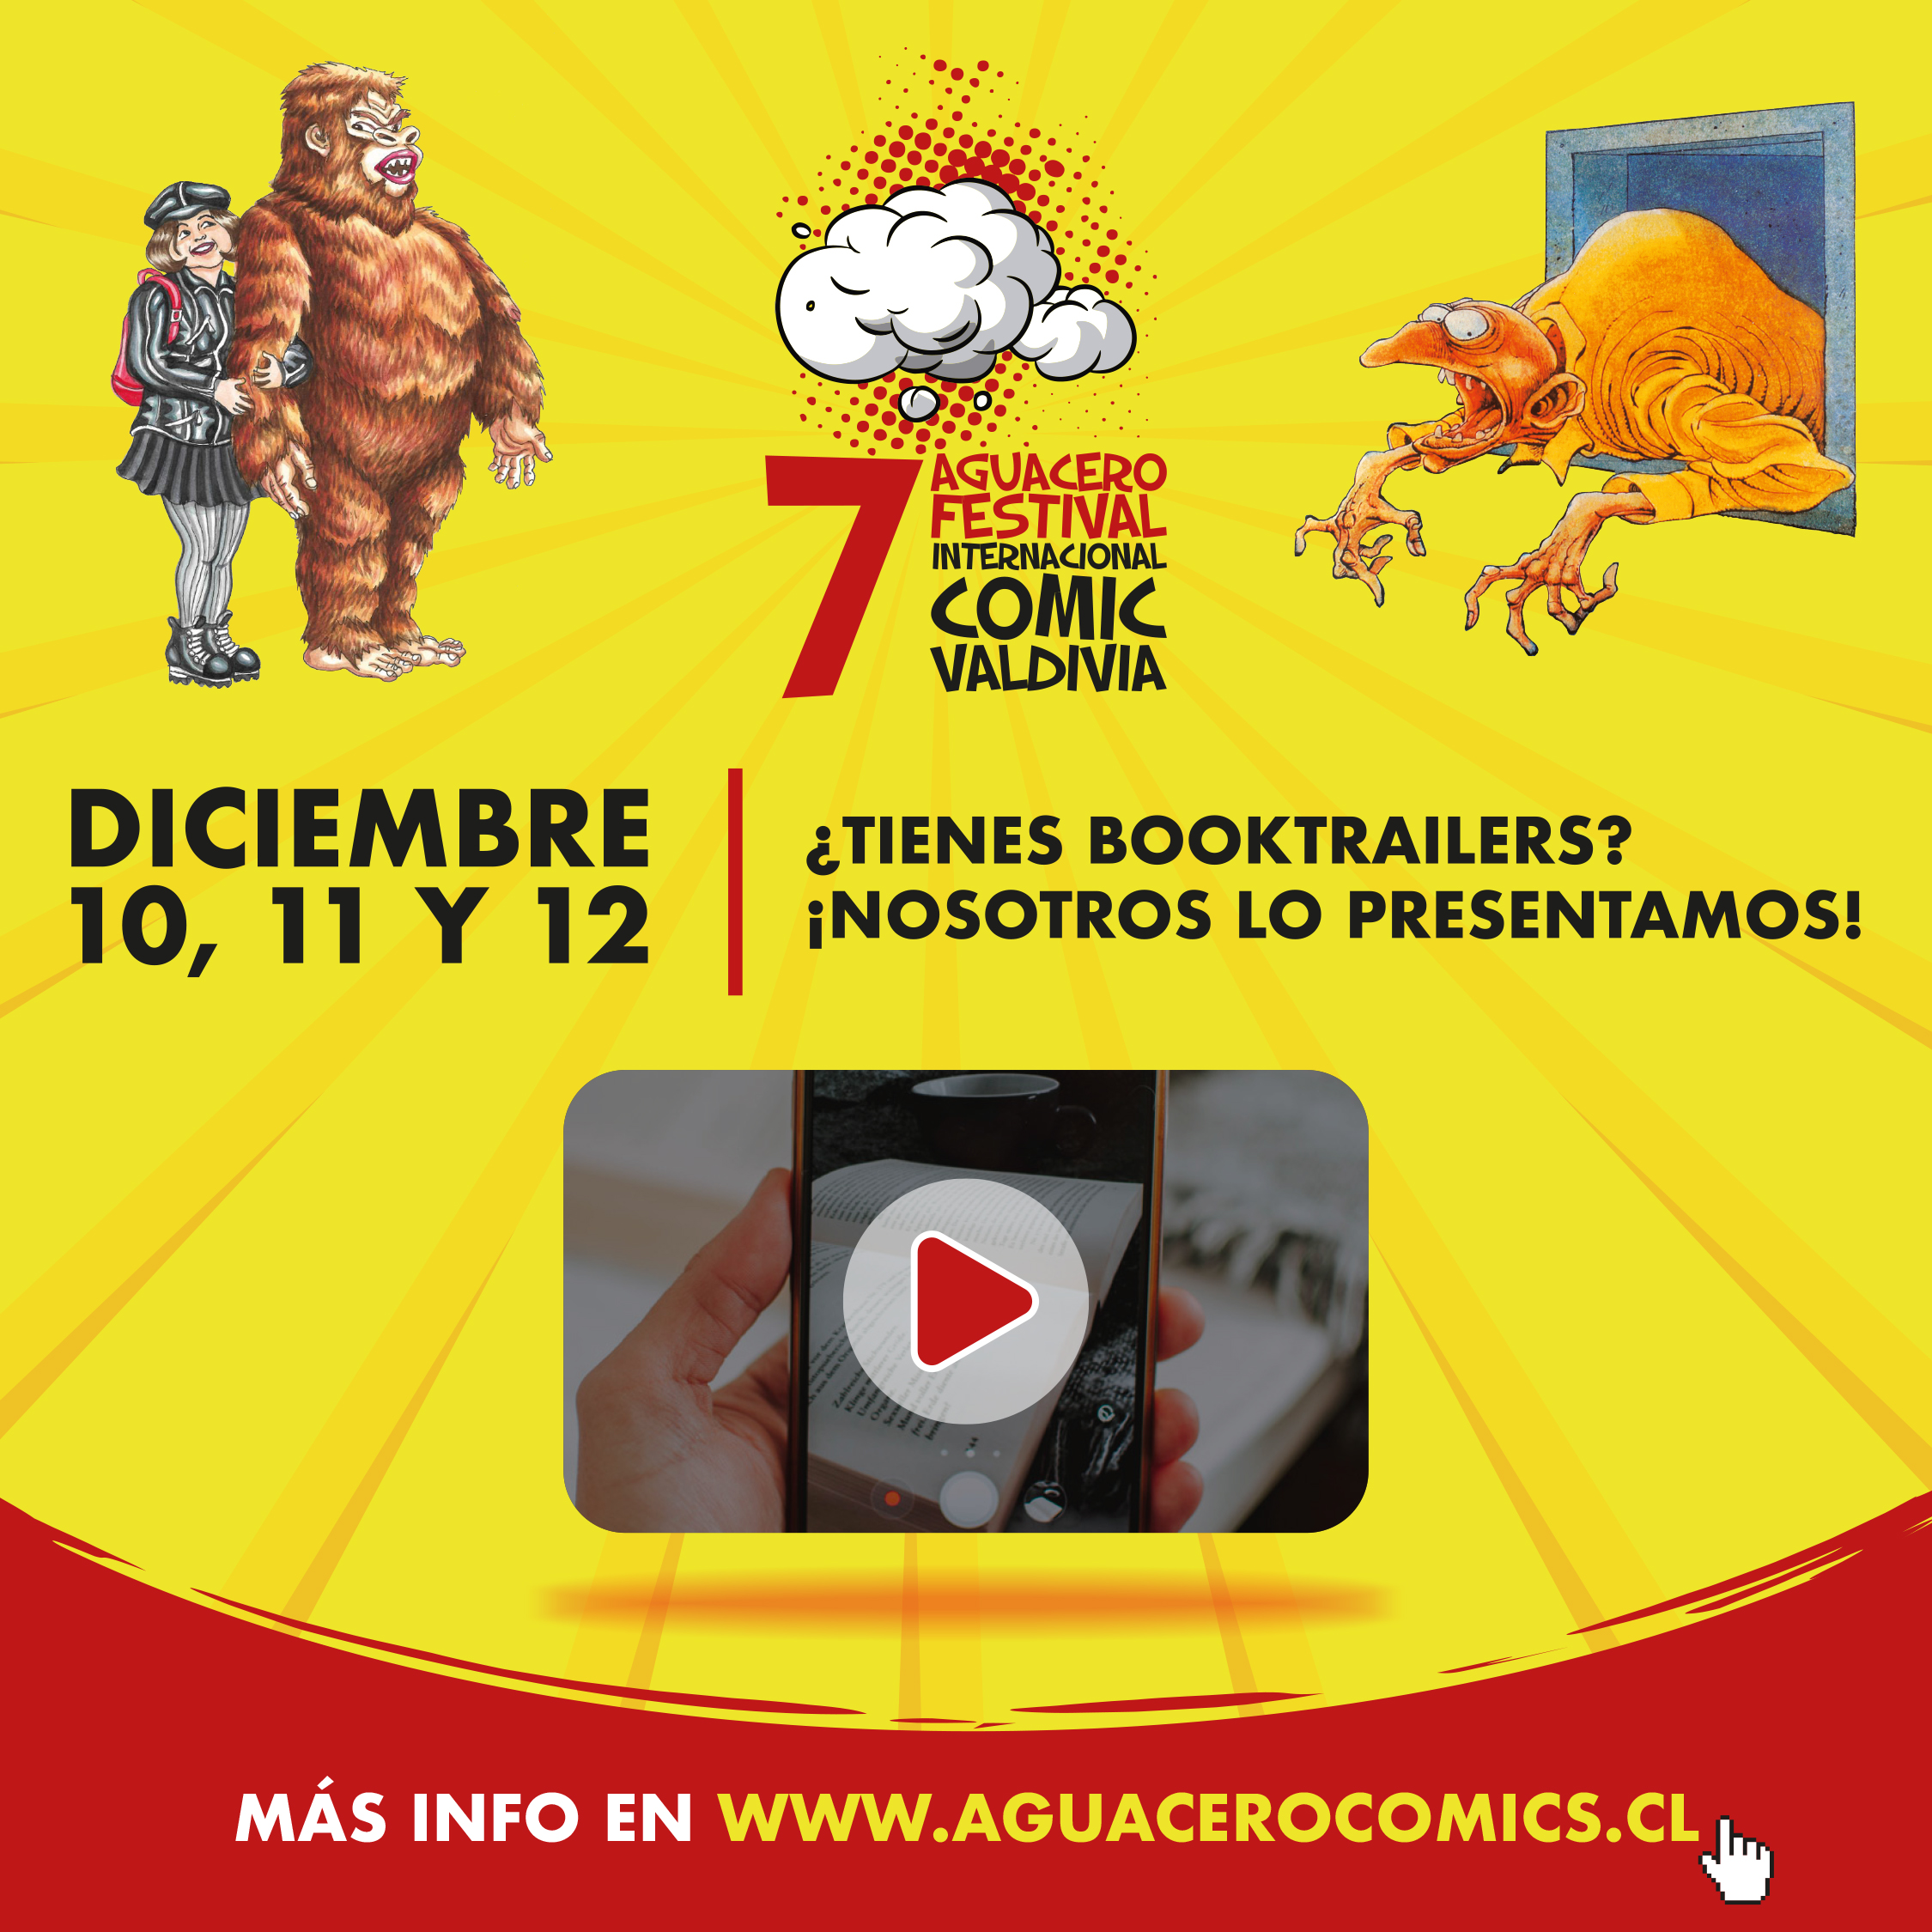 7
AGUACERO
FESTIVAL
INTERNACIONAL
COMIC
VALDIVIA
DICIEMBRE
10, 11 Y 12
¿TIENES BOOKTRAILERS?
¡NOSOTROS LO PRESENTAMOS!
MÁS INFO EN WWW.AGUACEROCOMICS.CL